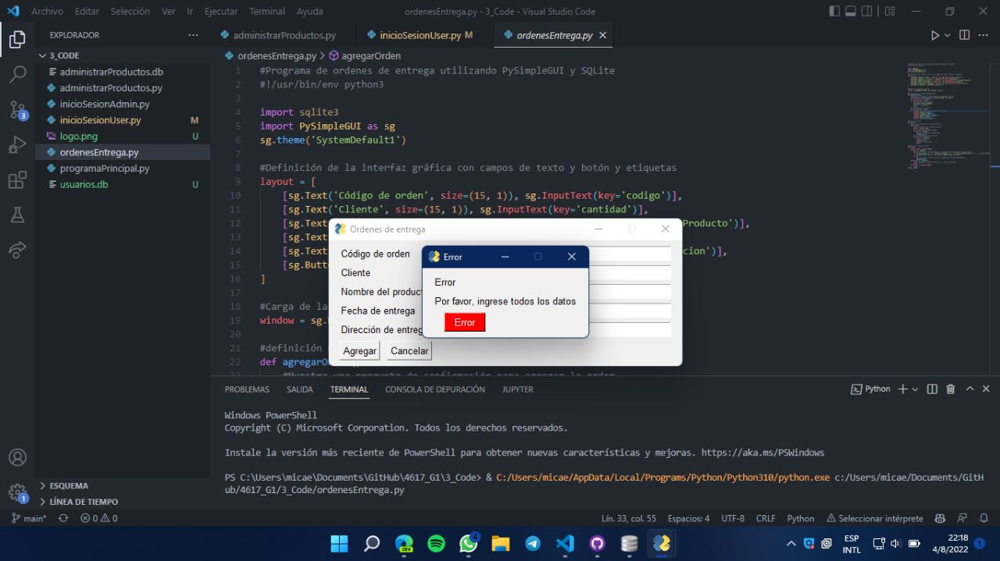 Archivo Editar Selección Ver Ir Ejecutar Terminal Ayuda ordenesEntrega.py - 3_Code - Visual Studio Code
EXPLORADOR ··· administrarProductos.py inicioSesionUser.py M ordenesEntrega.py
3_CODE
administrarProductos.db
administrarProductos.py
inicioSesionAdmin.py
inicioSesionUser.py M
logo.png U
ordenesEntrega.py
programaPrincipal.py
usuarios.db U
3
ordenesEntrega.py > agregarOrden
1 #Programa de ordenes de entrega utilizando PySimpleGUI y SQLite
2 #!/usr/bin/env python3
3
4 import sqlite3
5 import PySimpleGUI as sg
6 sg.theme('SystemDefault1')
7
8 #Definición de la interfaz gráfica con campos de texto y botón y etiquetas
9 layout = [
10 [sg.Text('Código de orden', size=(15, 1)), sg.InputText(key='codigo')],
11 [sg.Text('Cliente', size=(15, 1)), sg.InputText(key='cantidad')],
12 [sg.Text Producto')],
13 [sg.Text
14 [sg.Text cion')],
15 [sg.Butt
16 ]
17
18 #Carga de la
19 window = sg.
20
21 #definición
22 def agregarO
#Muestra una pregunta de confirmación para agregar la orden
Ordenes de entrega
Código de orden
Cliente
Nombre del product
Fecha de entrega
Dirección de entreg
Agregar Cancelar
Error
Error
Por favor, ingrese todos los datos
Error
PROBLEMAS SALIDA TERMINAL CONSOLA DE DEPURACIÓN JUPYTER Python
Windows PowerShell
Copyright (C) Microsoft Corporation. Todos los derechos reservados.
Instale la versión más reciente de PowerShell para obtener nuevas características y mejoras. https://aka.ms/PSWindows
PS C:\Users\micae\Documents\GitHub\4617_G1\3_Code> & C:/Users/micae/AppData/Local/Programs/Python/Python310/python.exe c:/Users/micae/Documents/GitH
ub/4617_G1/3_Code/ordenesEntrega.py
ESQUEMA
LÍNEA DE TIEMPO
1
main* 0 0 Lín. 33, col. 55 Espacios: 4 UTF-8 CRLF Python Seleccionar intérprete
DEV 4 ESP INTL 22:18 4/8/2022 1